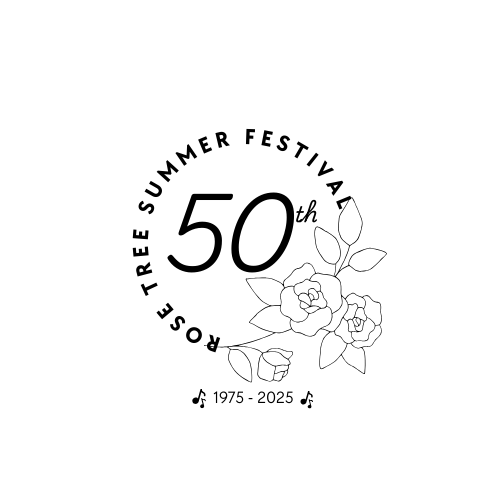 ROSE TREE SUMMER FESTIVAL
50th
1975 - 2025